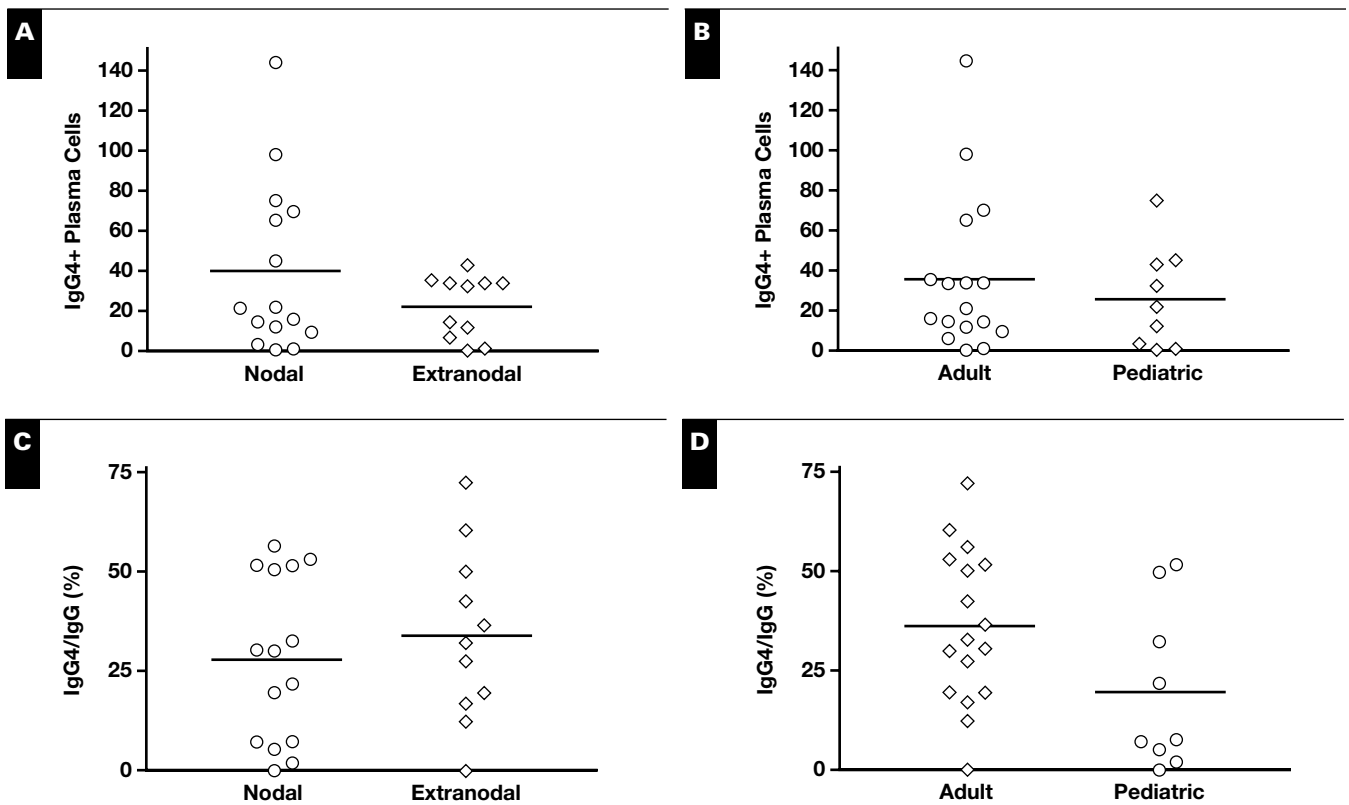 A
IgG4+ Plasma Cells
140
120
100
80
60
40
20
0
Nodal Extranodal
B
IgG4+ Plasma Cells
140
120
100
80
60
40
20
0
Adult Pediatric
C
IgG4/IgG (%)
75
50
25
0
Nodal Extranodal
D
IgG4/IgG (%)
75
50
25
0
Adult Pediatric